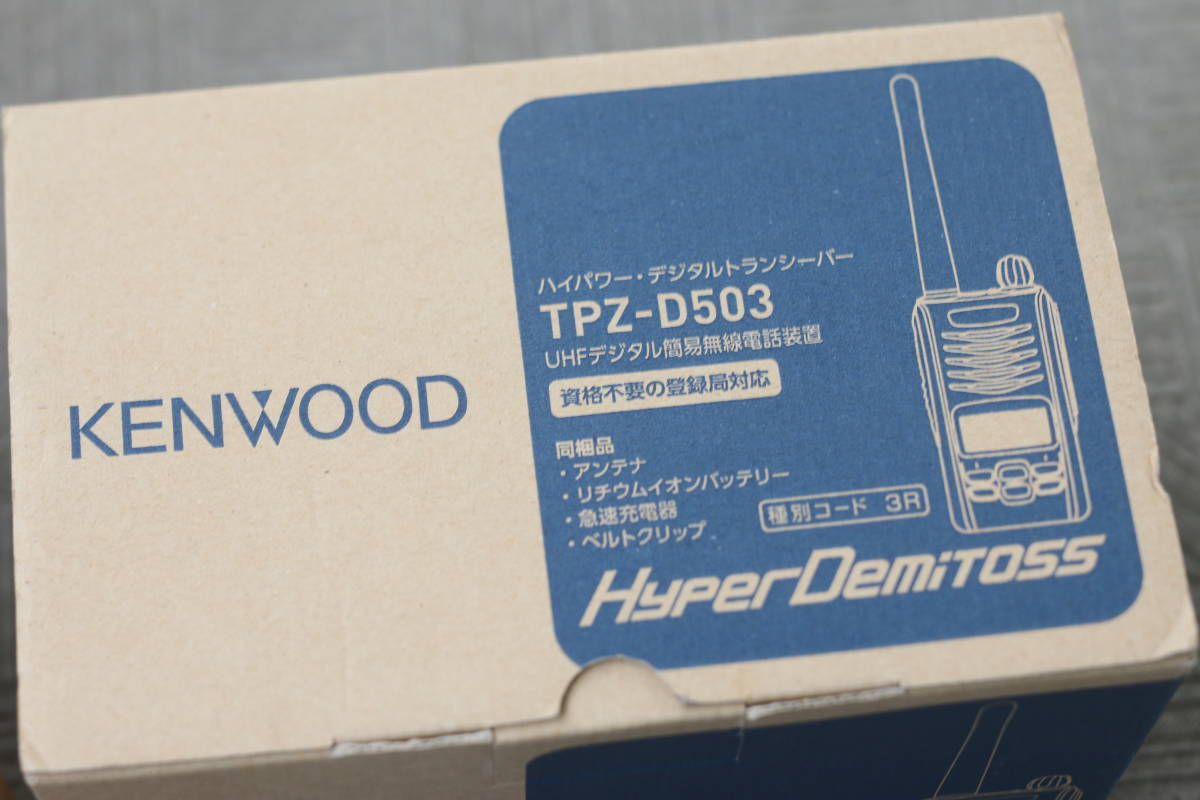 KENWOOD
ハイパワー・デジタルトランシーバー
TPZ-D503
UHFデジタル簡易無線電話装置
資格不要の登録局対応
同梱品
・アンテナ
・リチウムイオンバッテリー
・急速充電器
・ベルトクリップ
種別コード 3R
HyperDemiTOSS